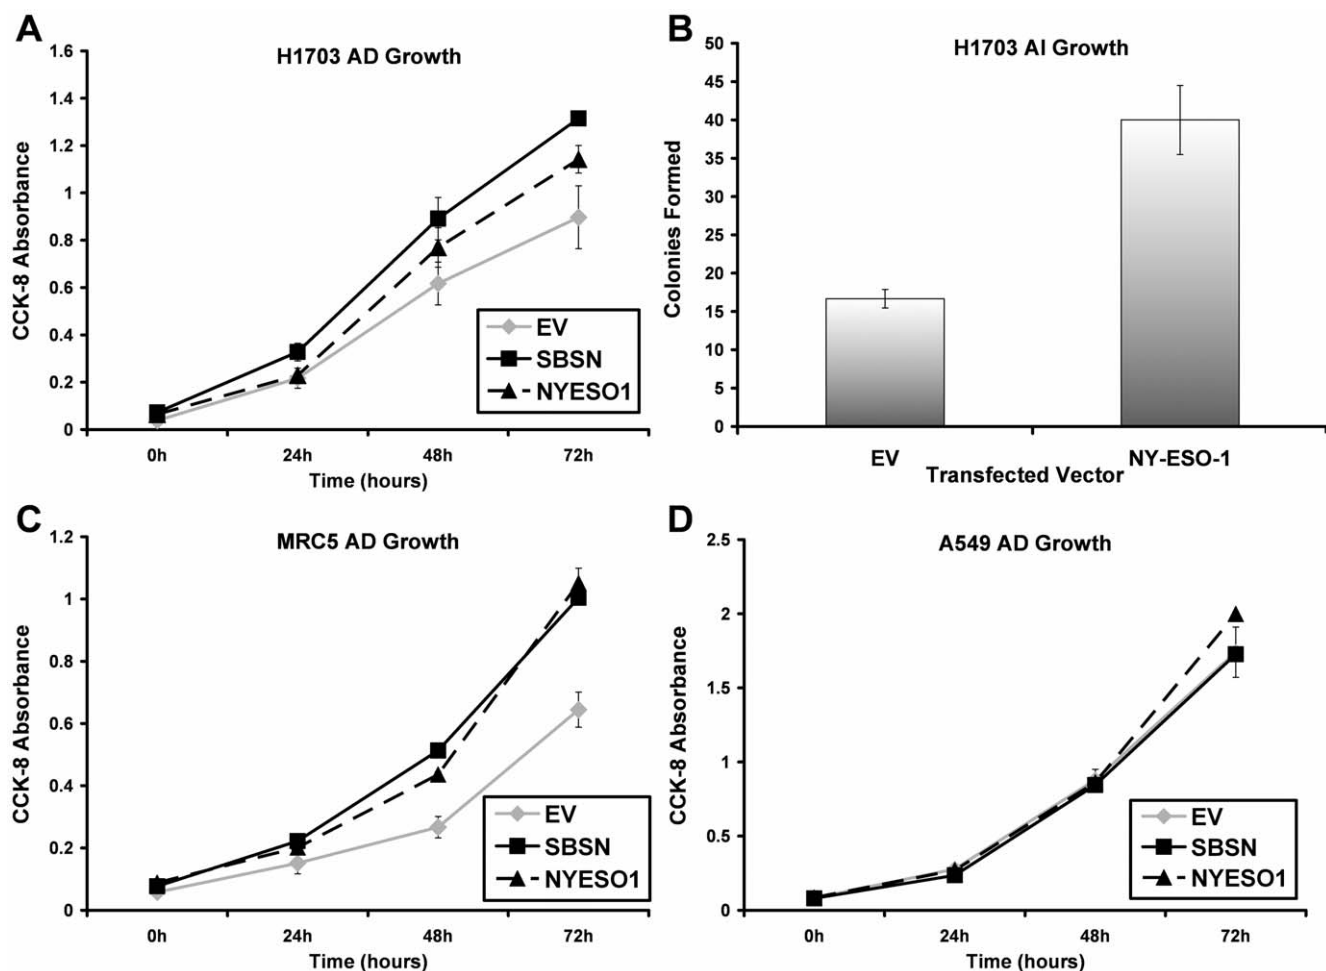 A
H1703 AD Growth
1.6
1.4
1.2
1
0.8
0.6
0.4
0.2
0
CCK-8 Absorbance
EV
SBSN
NYESO1
0h 24h 48h 72h
Time (hours)
B
H1703 AI Growth
50
45
40
35
30
25
20
15
10
5
0
Colonies Formed
EV NY-ESO-1
Transfected Vector
C
MRC5 AD Growth
1.2
1
0.8
0.6
0.4
0.2
0
CCK-8 Absorbance
EV
SBSN
NYESO1
0h 24h 48h 72h
Time (hours)
D
A549 AD Growth
2.5
2
1.5
1
0.5
0
CCK-8 Absorbance
EV
SBSN
NYESO1
0h 24h 48h 72h
Time (hours)